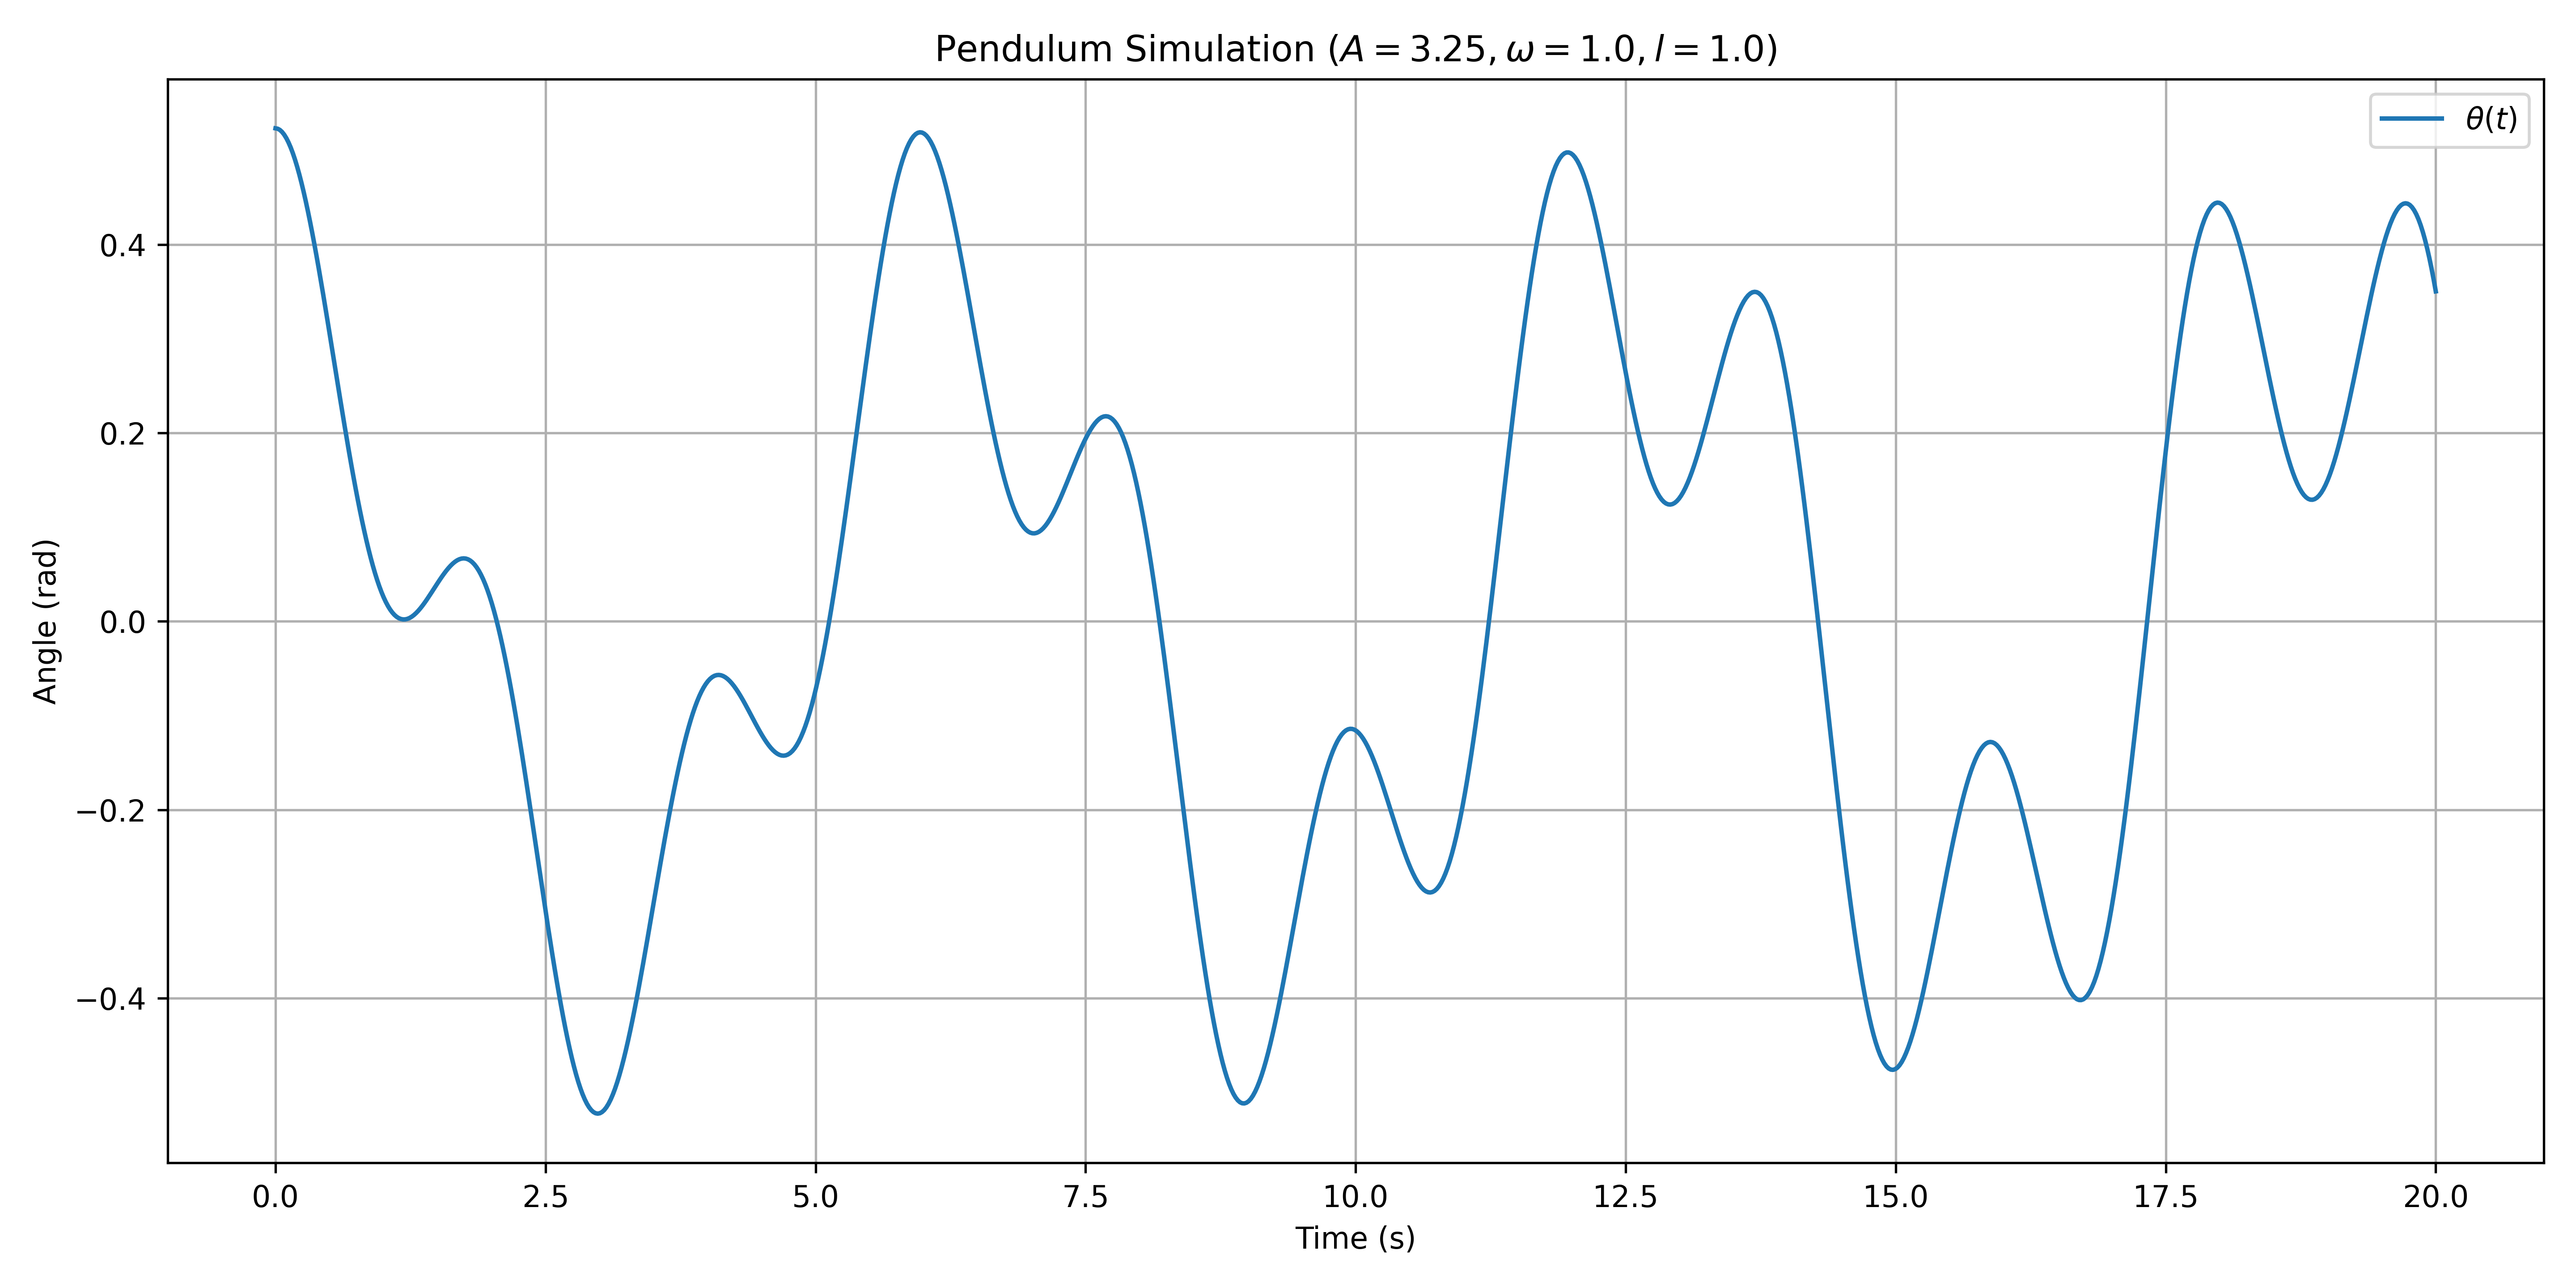 Pendulum Simulation (A = 3.25, ω = 1.0, l = 1.0)
θ(t)
Angle (rad)
0.4
0.2
0.0
−0.2
−0.4
0.0 2.5 5.0 7.5 10.0 12.5 15.0 17.5 20.0
Time (s)